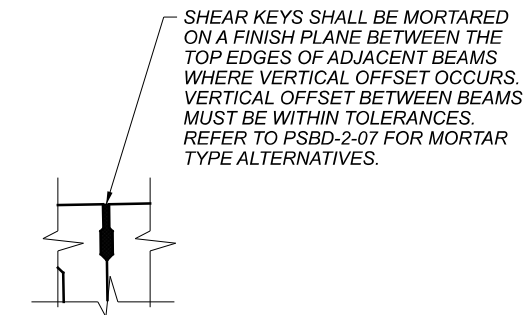 SHEAR KEYS SHALL BE MORTARED
ON A FINISH PLANE BETWEEN THE
TOP EDGES OF ADJACENT BEAMS
WHERE VERTICAL OFFSET OCCURS.
VERTICAL OFFSET BETWEEN BEAMS
MUST BE WITHIN TOLERANCES.
REFER TO PSBD-2-07 FOR MORTAR
TYPE ALTERNATIVES.